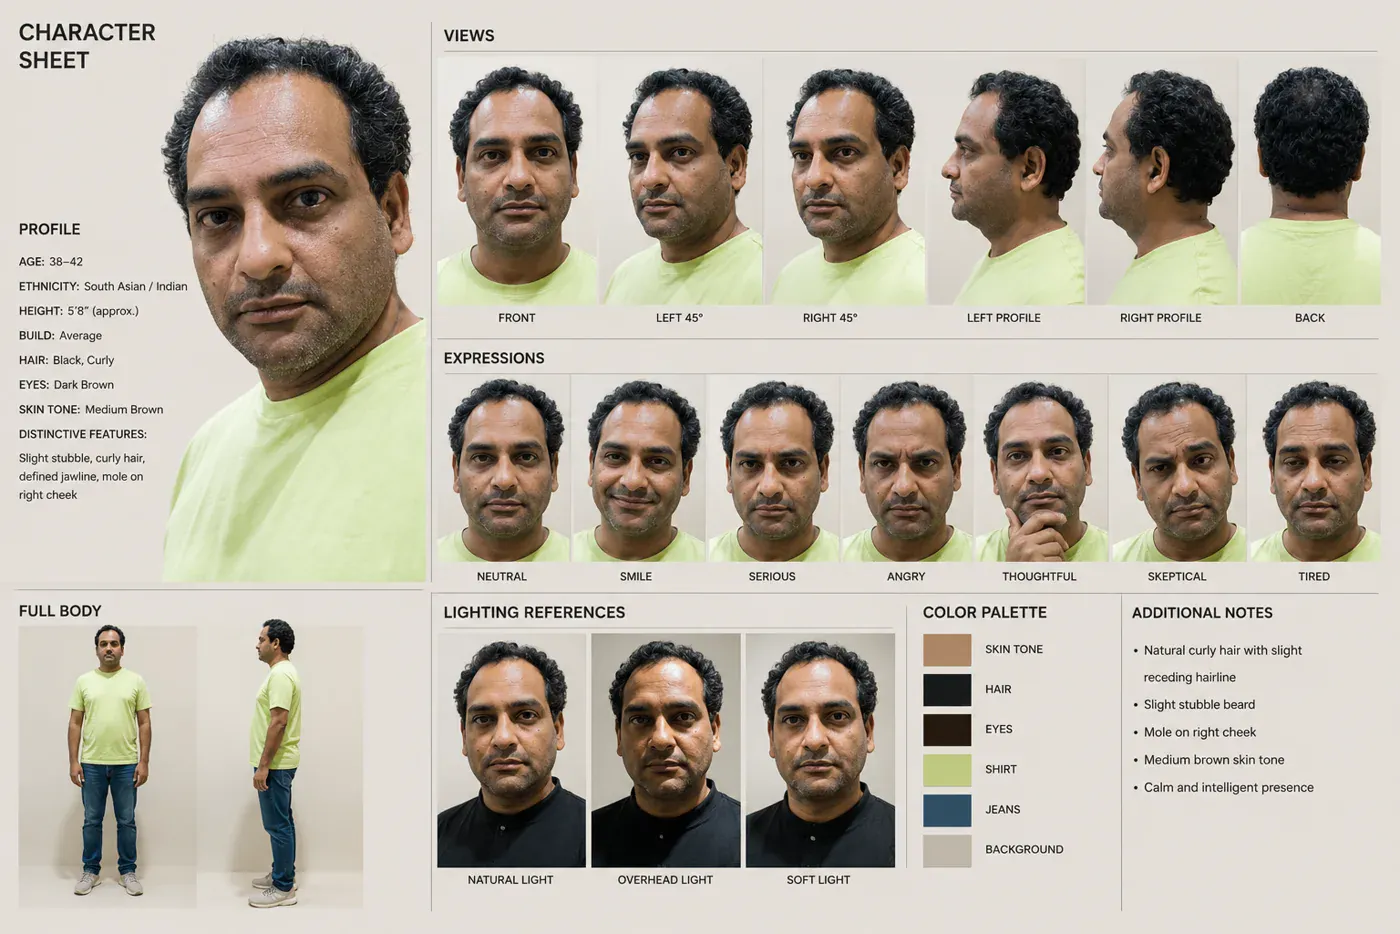 CHARACTER
SHEET
PROFILE
AGE: 38–42
ETHNICITY: South Asian / Indian
HEIGHT: 5'8" (approx.)
BUILD: Average
HAIR: Black, Curly
EYES: Dark Brown
SKIN TONE: Medium Brown
DISTINCTIVE FEATURES:
Slight stubble, curly hair,
defined jawline, mole on
right cheek
VIEWS
FRONT
LEFT 45°
RIGHT 45°
LEFT PROFILE
RIGHT PROFILE
BACK
EXPRESSIONS
NEUTRAL
SMILE
SERIOUS
ANGRY
THOUGHTFUL
SKEPTICAL
TIRED
FULL BODY
LIGHTING REFERENCES
NATURAL LIGHT
OVERHEAD LIGHT
SOFT LIGHT
COLOR PALETTE
SKIN TONE
HAIR
EYES
SHIRT
JEANS
BACKGROUND
ADDITIONAL NOTES
• Natural curly hair with slight
receding hairline
• Slight stubble beard
• Mole on right cheek
• Medium brown skin tone
• Calm and intelligent presence